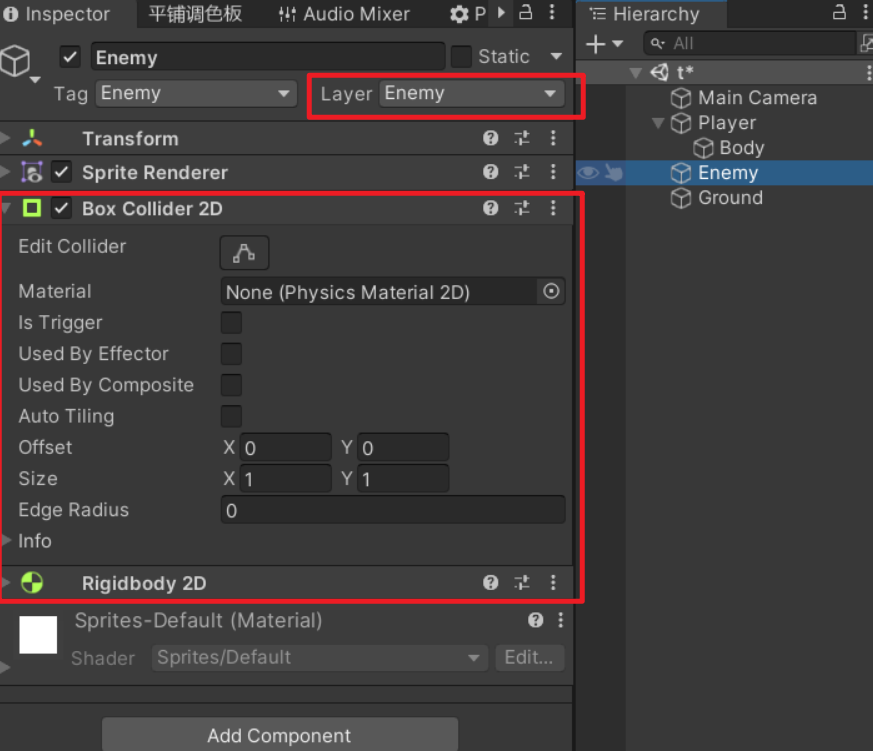 Inspector 平铺调色板 Audio Mixer P
Enemy Static
Tag Enemy Layer Enemy
Transform
Sprite Renderer
Box Collider 2D
Edit Collider
Material None (Physics Material 2D)
Is Trigger
Used By Effector
Used By Composite
Auto Tiling
Offset X 0 Y 0
Size X 1 Y 1
Edge Radius 0
Info
Rigidbody 2D
Sprites-Default (Material)
Shader Sprites/Default Edit...
Add Component
Hierarchy
All
t*
Main Camera
Player
Body
Enemy
Ground